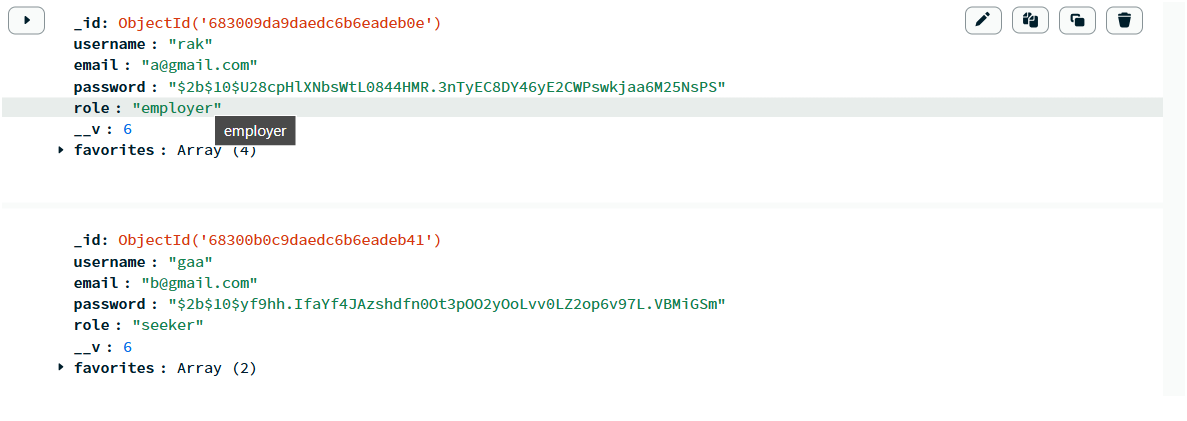 _id: ObjectId('683009da9daedc6b6eadeb0e')
username : "rak"
email : "a@gmail.com"
password : "$2b$10$U28cpHlXNbsWtL0844HMR.3nTyEC8DY46yE2CWPswkjaa6M25NsPS"
role : "employer"
__v : 6
employer
favorites : Array (4)
_id: ObjectId('68300b0c9daedc6b6eadeb41')
username : "gaa"
email : "b@gmail.com"
password : "$2b$10$yf9hh.IfaYf4JAzshdfn0Ot3pOO2yOoLvv0LZ2op6v97L.VBMiGSm"
role : "seeker"
__v : 6
favorites : Array (2)